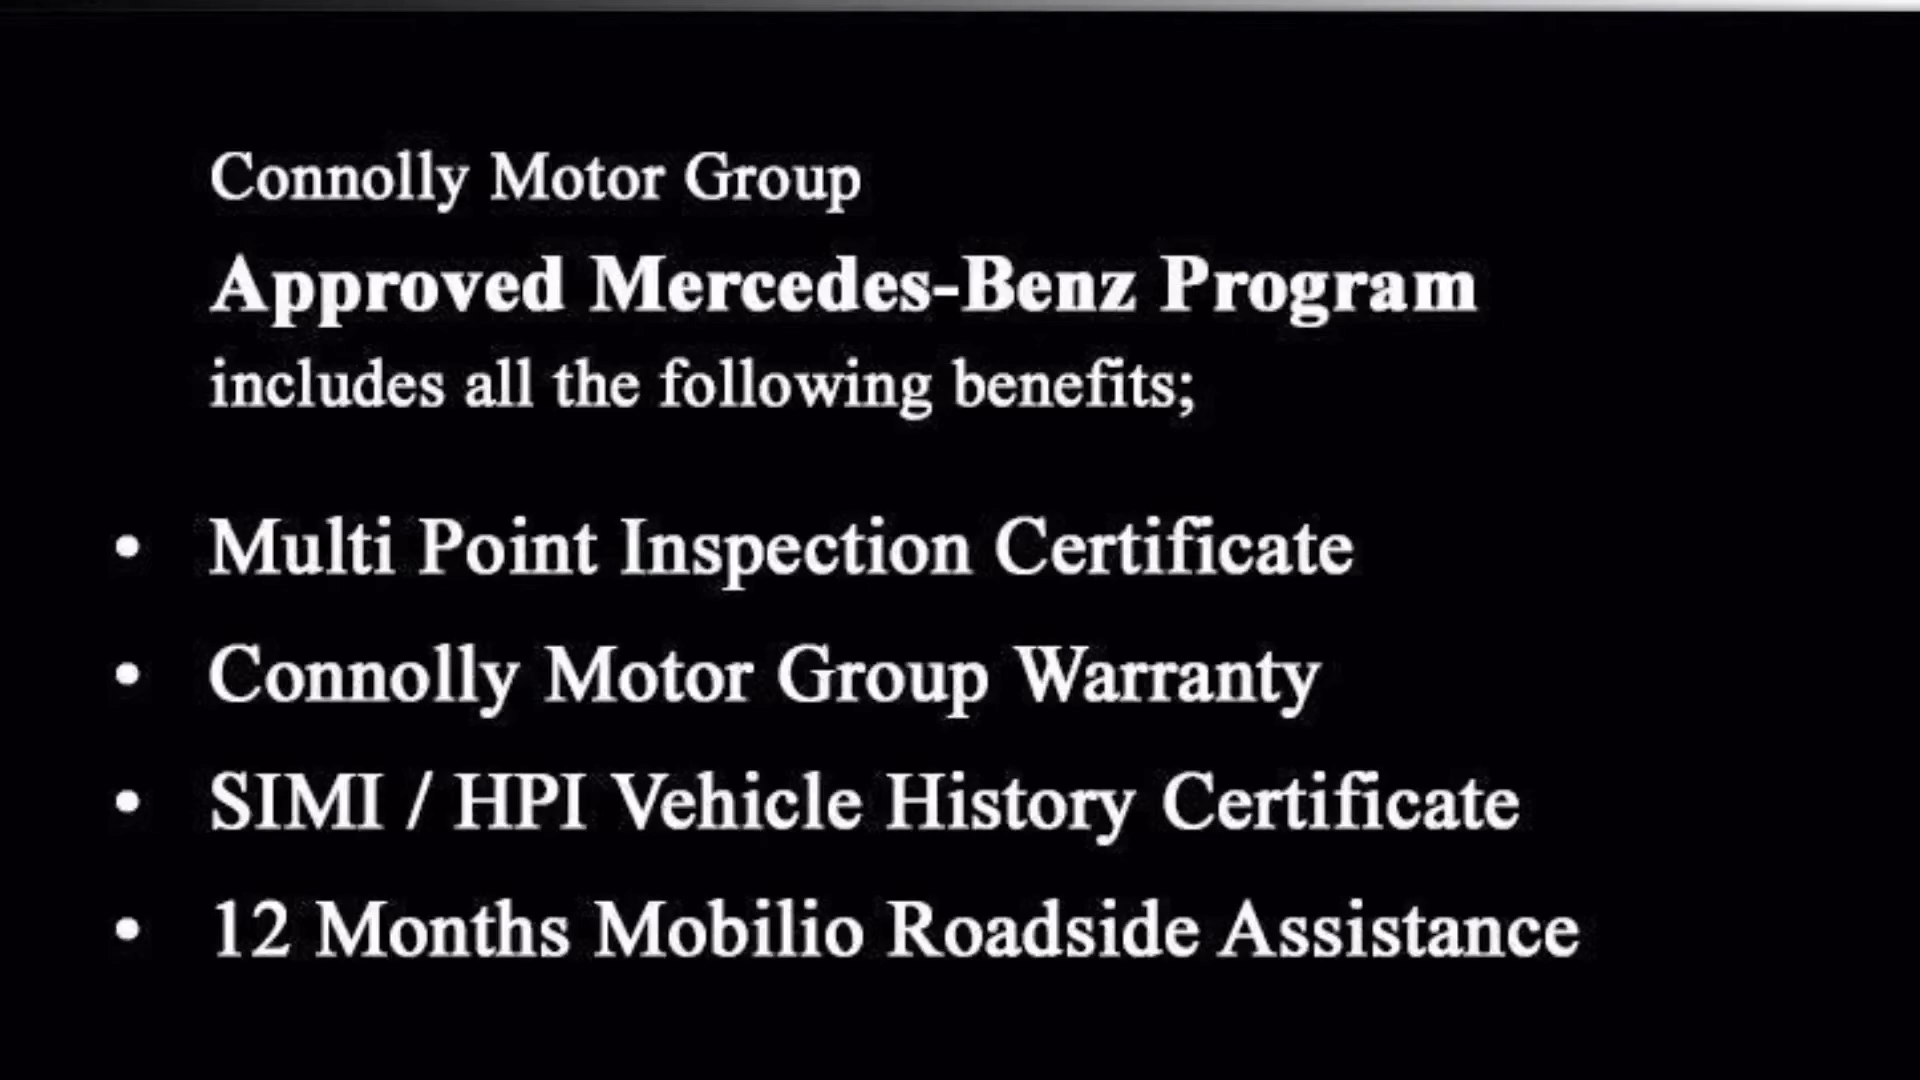 Connolly Motor Group
Approved Mercedes-Benz Program
includes all the following benefits;
• Multi Point Inspection Certificate
• Connolly Motor Group Warranty
• SIMI / HPI Vehicle History Certificate
• 12 Months Mobilio Roadside Assistance